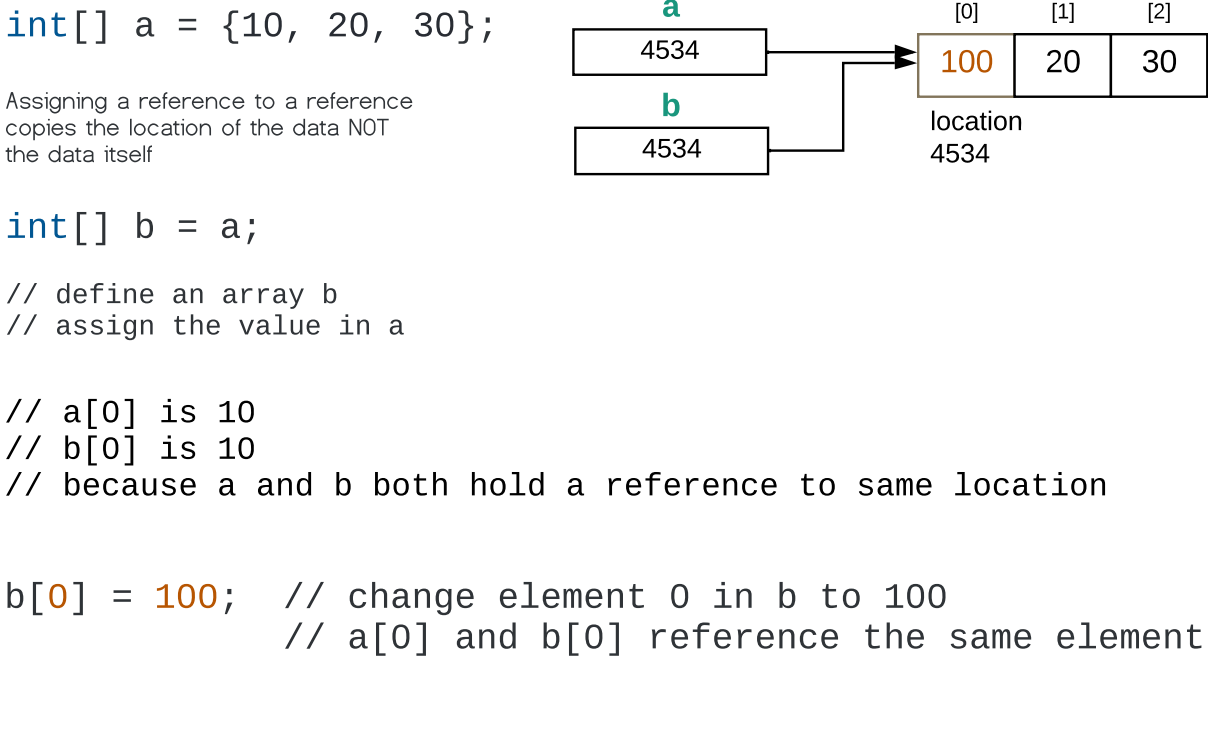 int[] a = {10, 20, 30};
Assigning a reference to a reference
copies the location of the data NOT
the data itself
int[] b = a;
// define an array b
// assign the value in a
// a[0] is 10
// b[0] is 10
// because a and b both hold a reference to same location
b[0] = 100; // change element 0 in b to 100
// a[0] and b[0] reference the same element
a
4534
b
4534
[0] [1] [2]
100 20 30
location
4534